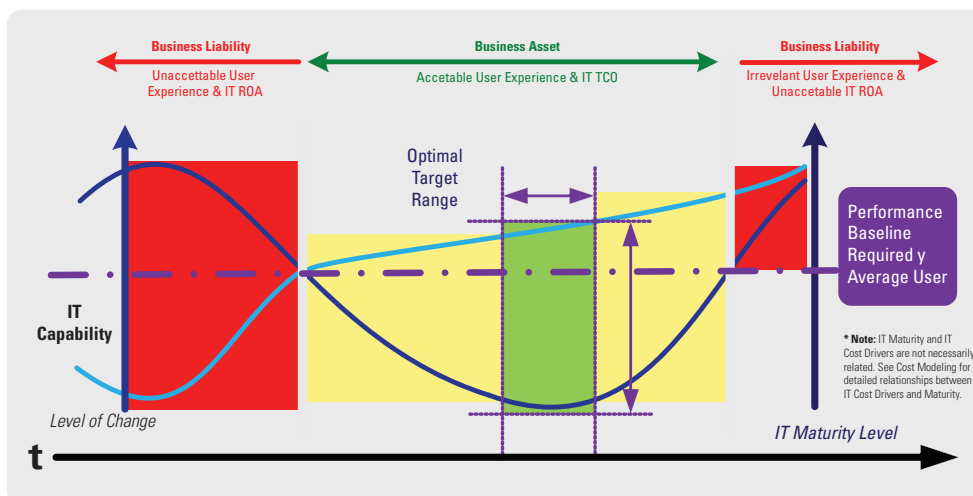 Business Liability
Unaccettable User
Experience & IT ROA
Business Asset
Accetable User Experience & IT TCO
Business Liability
Irrevelant User Experience &
Unaccetable IT ROA
Optimal
Target
Range
Performance
Baseline
Required y
Average User
IT
Capability
* Note: IT Maturity and IT
Cost Drivers are not necessarily
related. See Cost Modeling for
detailed relationships between
IT Cost Drivers and Maturity.
Level of Change
IT Maturity Level
t